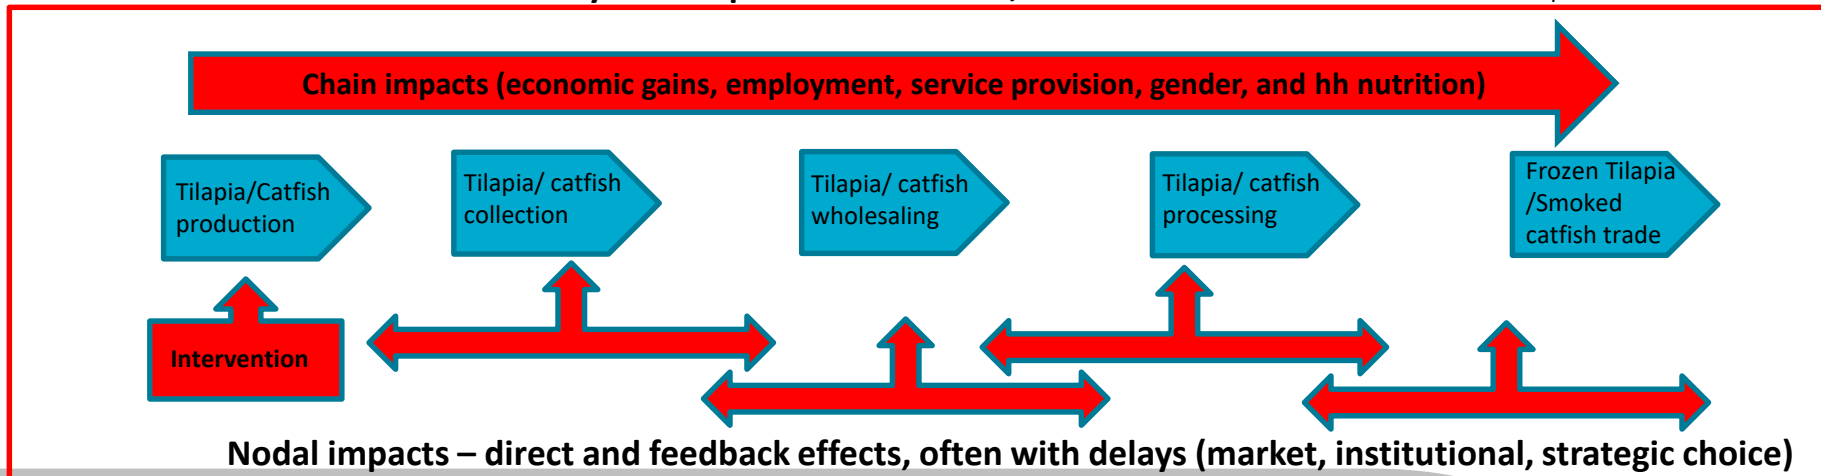 Chain impacts (economic gains, employment, service provision, gender, and hh nutrition)
Tilapia/Catfish
production
Tilapia/ catfish
collection
Tilapia/ catfish
wholesaling
Tilapia/ catfish
processing
Frozen Tilapia
/Smoked
catfish trade
Intervention
Nodal impacts – direct and feedback effects, often with delays (market, institutional, strategic choice)